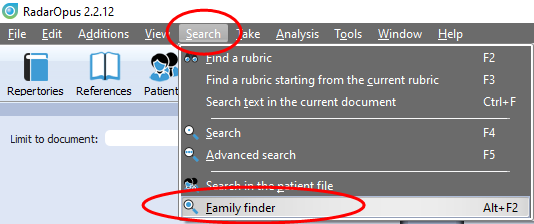 RadarOpus 2.2.12
File Edit Additions View Search Take Analysis Tools Window Help
Find a rubric F2
Find a rubric starting from the current rubric F3
Search text in the current document Ctrl+F
Search F4
Advanced search F5
Search in the patient file
Family finder Alt+F2
Repertories References Patient
Limit to document: